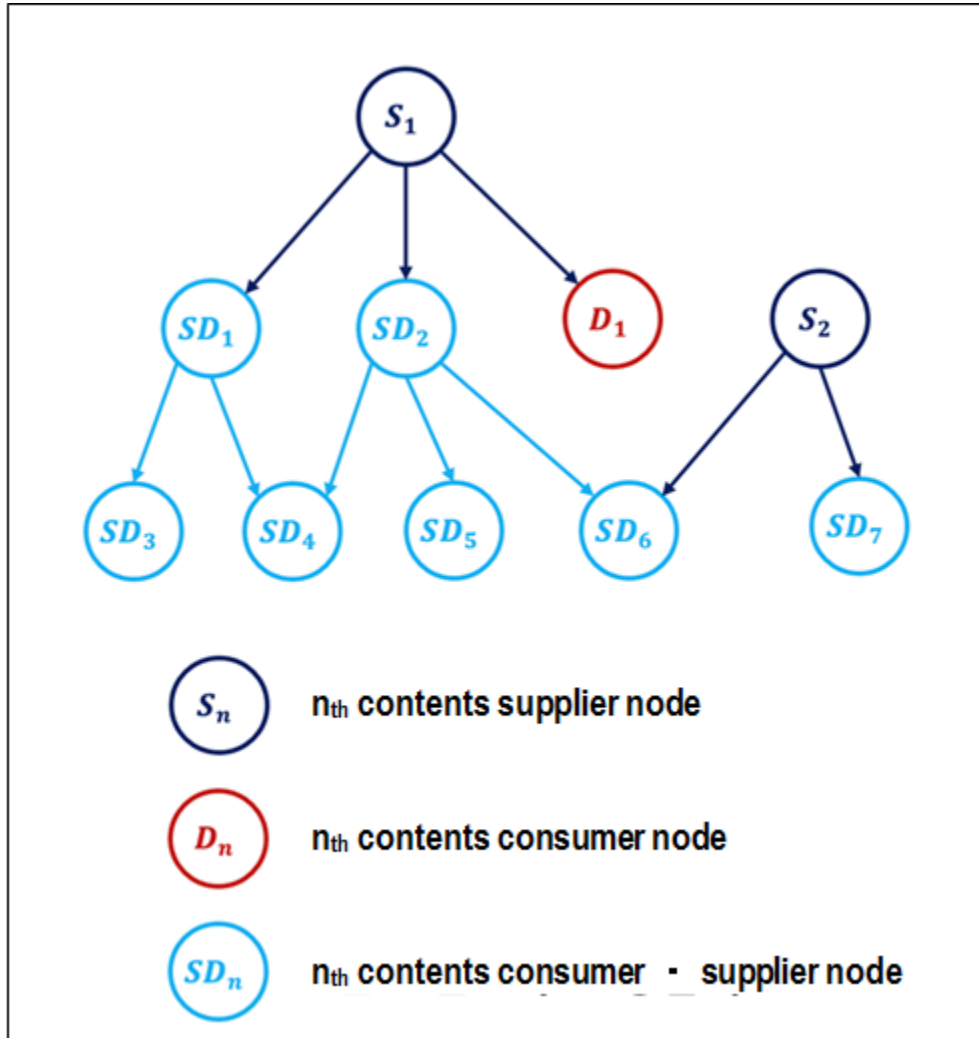 S₁
SD₁ SD₂ D₁ S₂
SD₃ SD₄ SD₅ SD₆ SD₇
Sₙ nth contents supplier node
Dₙ nth contents consumer node
SDₙ nth contents consumer - supplier node